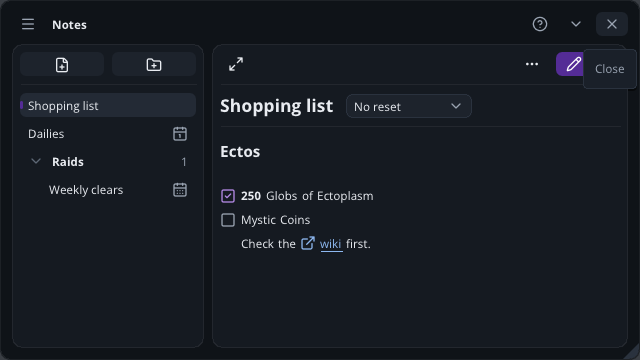 Notes
Close
Shopping list
Dailies
Raids 1
Weekly clears
Shopping list No reset
Ectos
250 Globs of Ectoplasm
Mystic Coins
Check the wiki first.